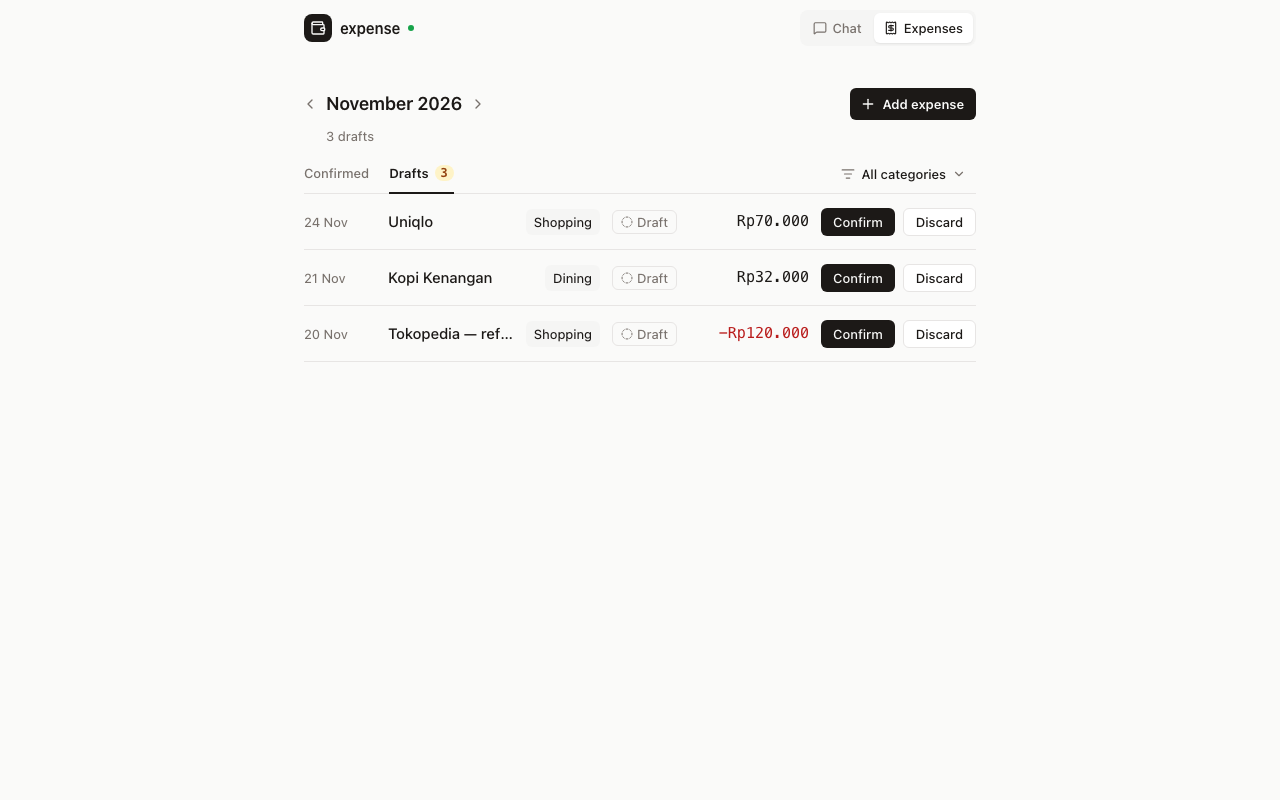 expense
Chat Expenses
November 2026
Add expense
3 drafts
Confirmed Drafts 3 All categories
24 Nov Uniqlo Shopping Draft Rp70.000 Confirm Discard
21 Nov Kopi Kenangan Dining Draft Rp32.000 Confirm Discard
20 Nov Tokopedia — ref... Shopping Draft −Rp120.000 Confirm Discard